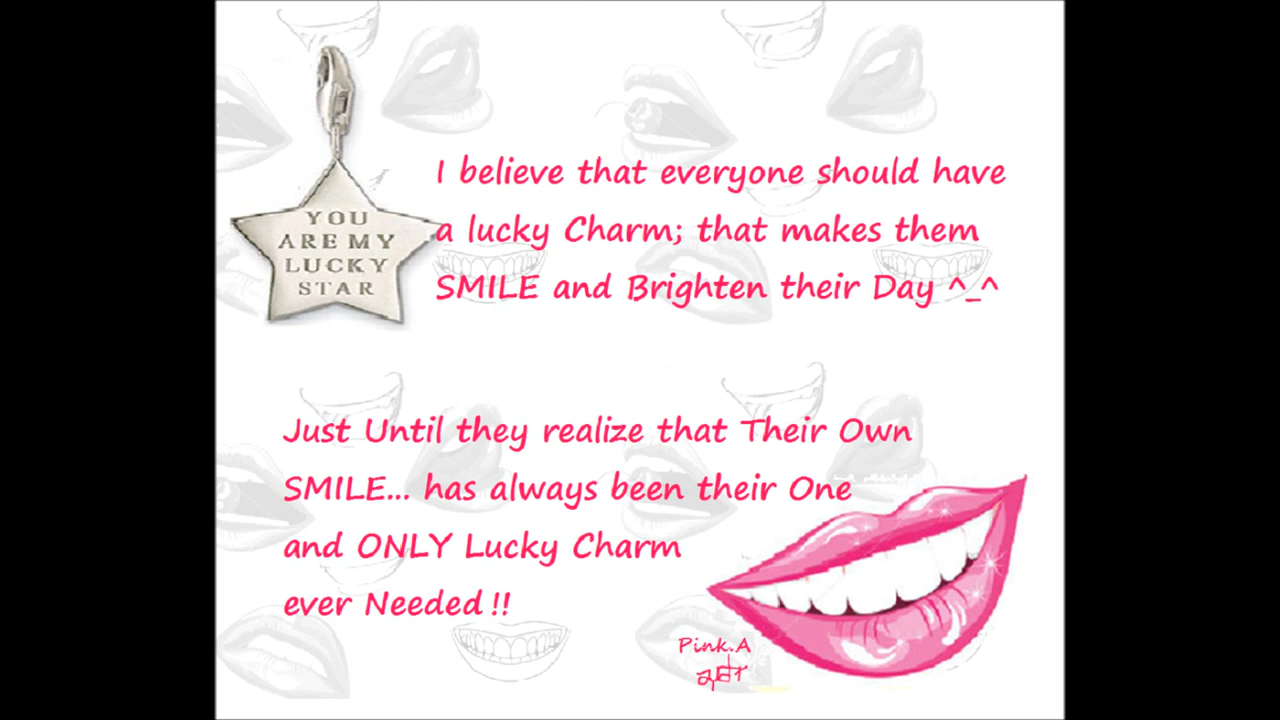 YOU
ARE MY
LUCKY
STAR
I believe that everyone should have
a lucky Charm; that makes them
SMILE and Brighten their Day ^_^
Just Until they realize that Their Own
SMILE... has always been their One
and ONLY Lucky Charm
ever Needed !!
Pink.A